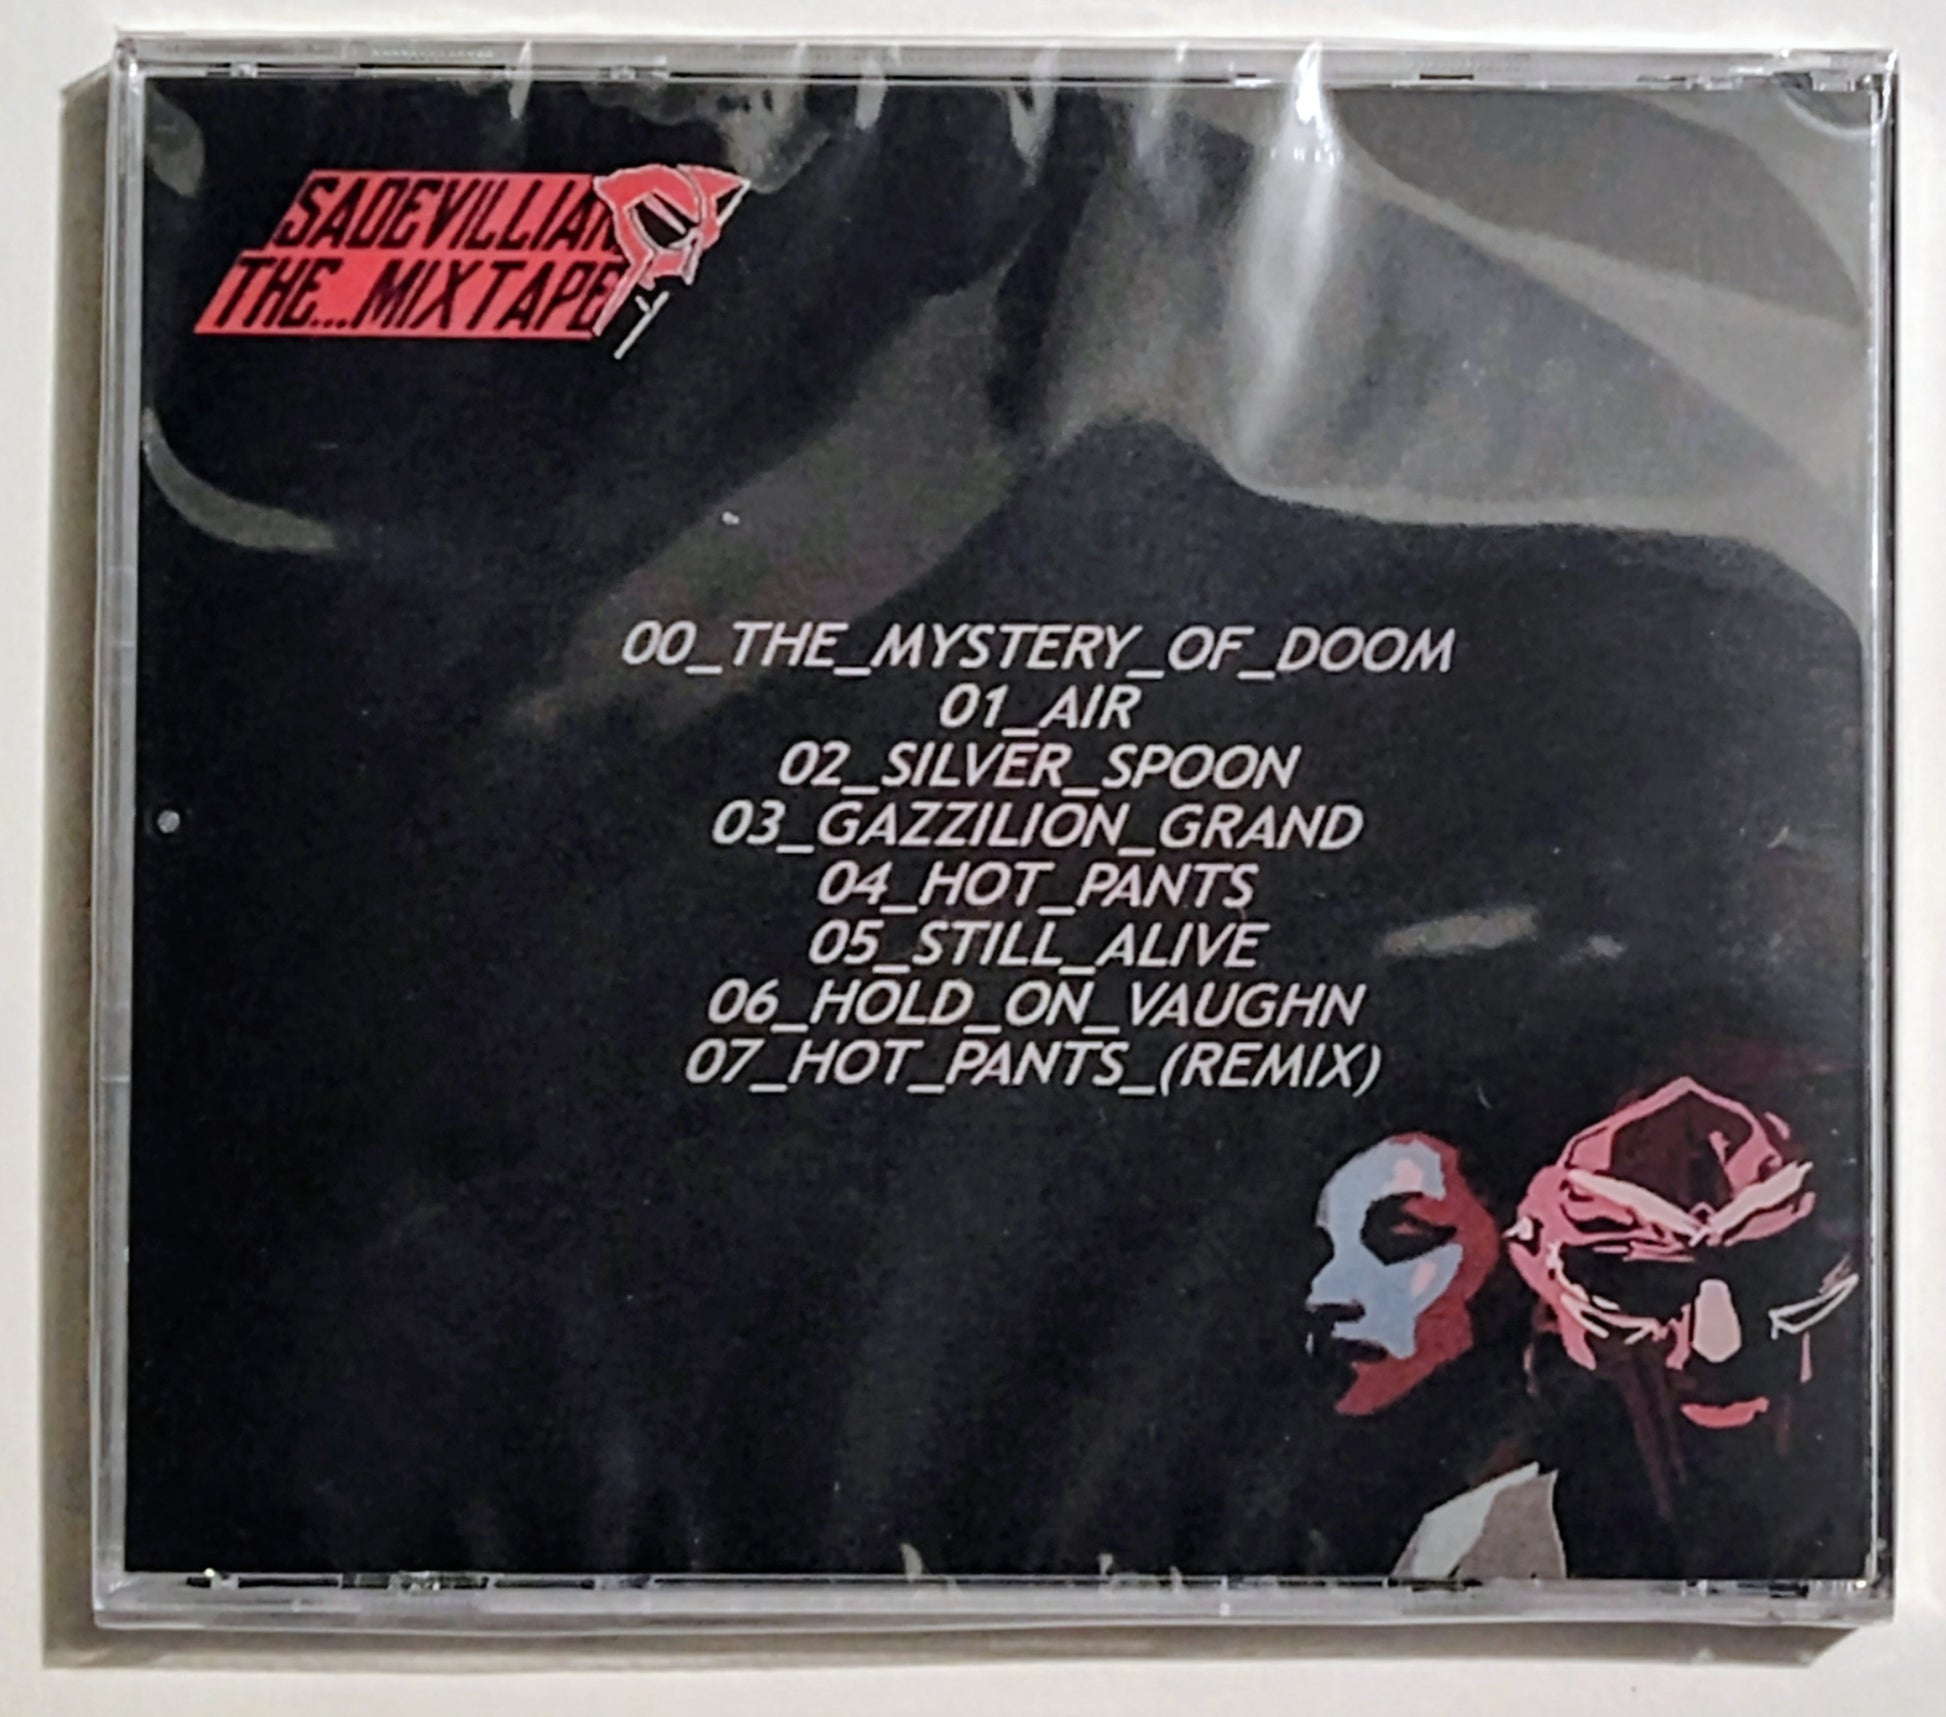 SADEVILLIAN
THE...MIXTAPE
00_THE_MYSTERY_OF_DOOM
01_AIR
02_SILVER_SPOON
03_GAZZILION_GRAND
04_HOT_PANTS
05_STILL_ALIVE
06_HOLD_ON_VAUGHN
07_HOT_PANTS_(REMIX)